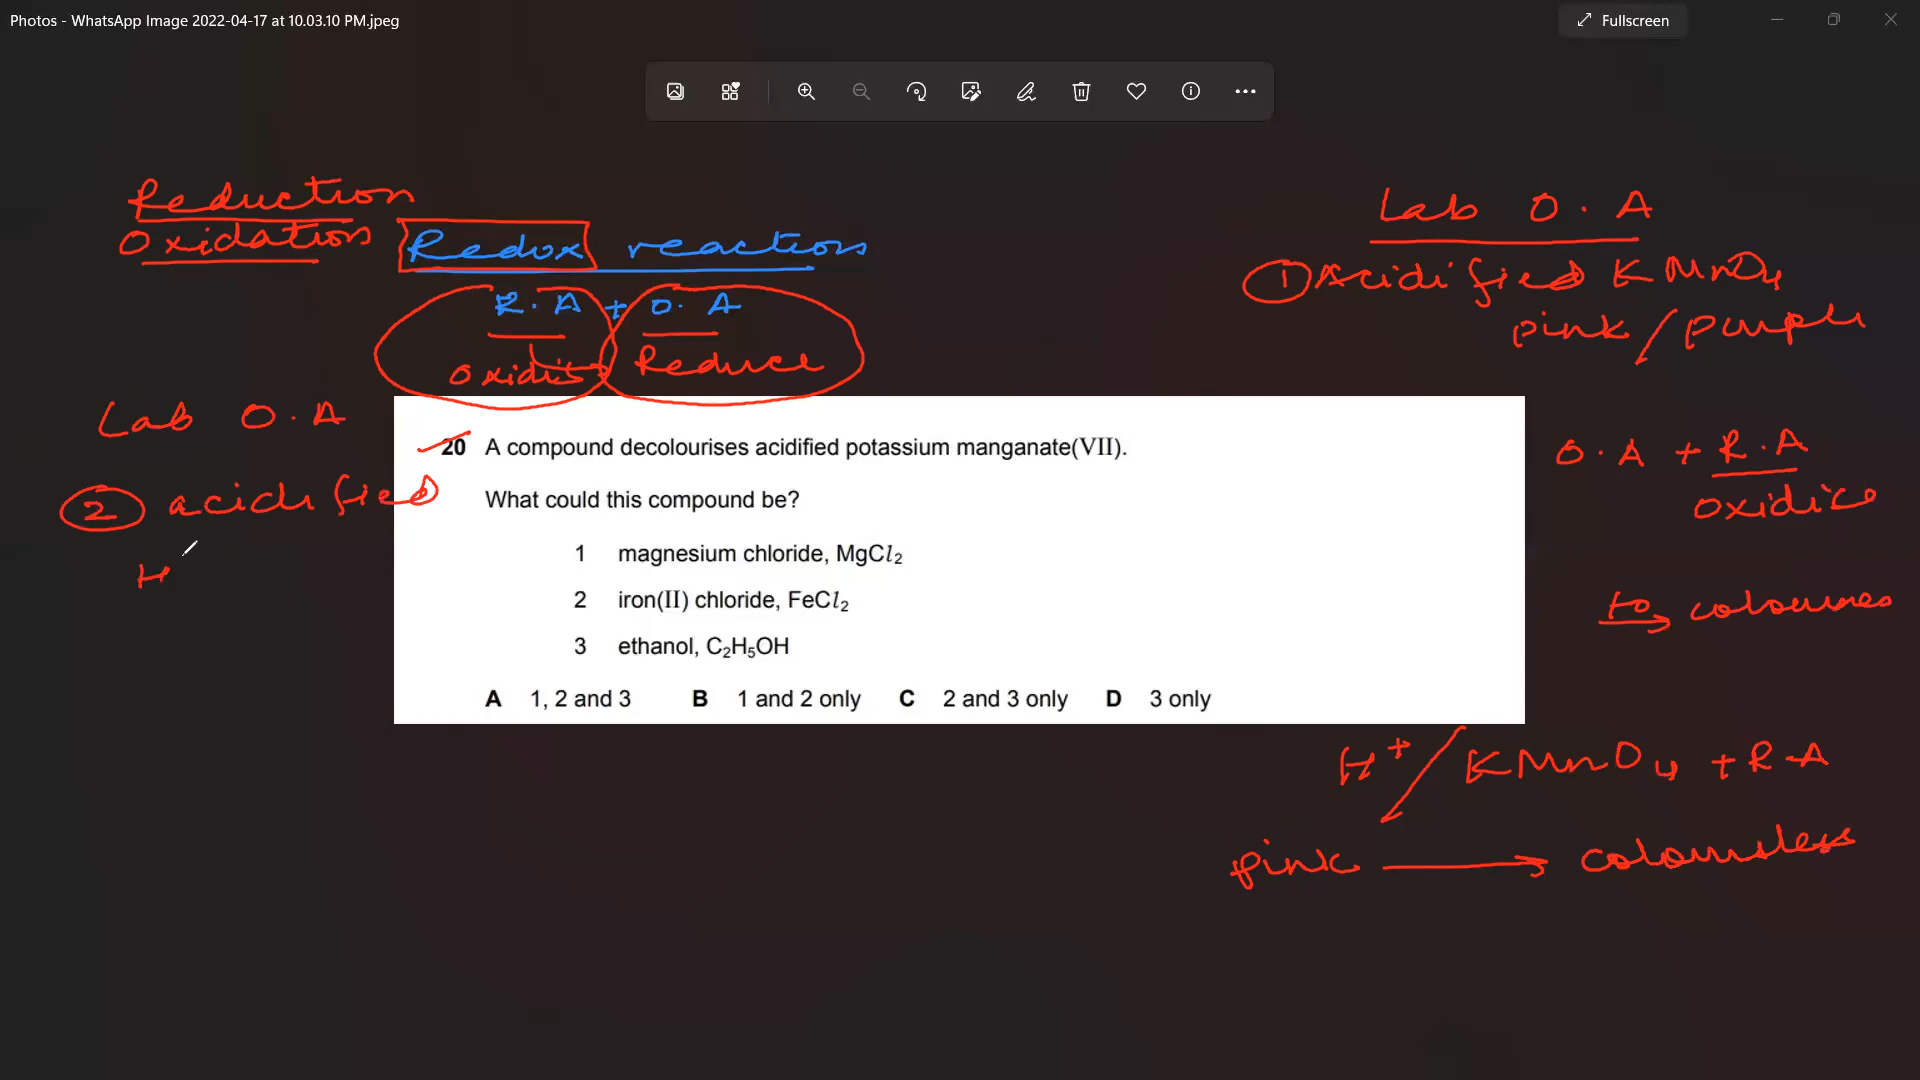 Photos - WhatsApp Image 2022-04-17 at 10.03.10 PM.jpeg
Fullscreen
Reduction
Oxidation
Redox reaction
R.A + O.A
Reduce
Lab O.A
① Acidified KMnO4
pink / purple
Lab O.A
② acidified
H
O.A + R.A
to
20 A compound decolourises acidified potassium manganate(VII).
What could this compound be?
1 magnesium chloride, MgCl2
2 iron(II) chloride, FeCl2
3 ethanol, C2H5OH
A 1, 2 and 3 B 1 and 2 only C 2 and 3 only D 3 only
H+ / KMnO4 + R-A
pink → colourless